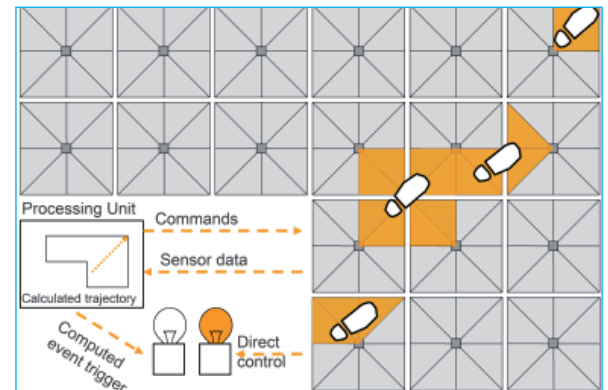 Processing Unit
Commands
Sensor data
Calculated trajectory
Computed
event trigger
Direct
control